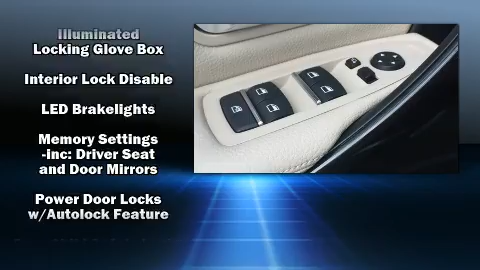 Illuminated
Locking Glove Box
Interior Lock Disable
LED Brakelights
Memory Settings
-Inc: Driver Seat
and Door Mirrors
Power Door Locks
w/Autolock Feature